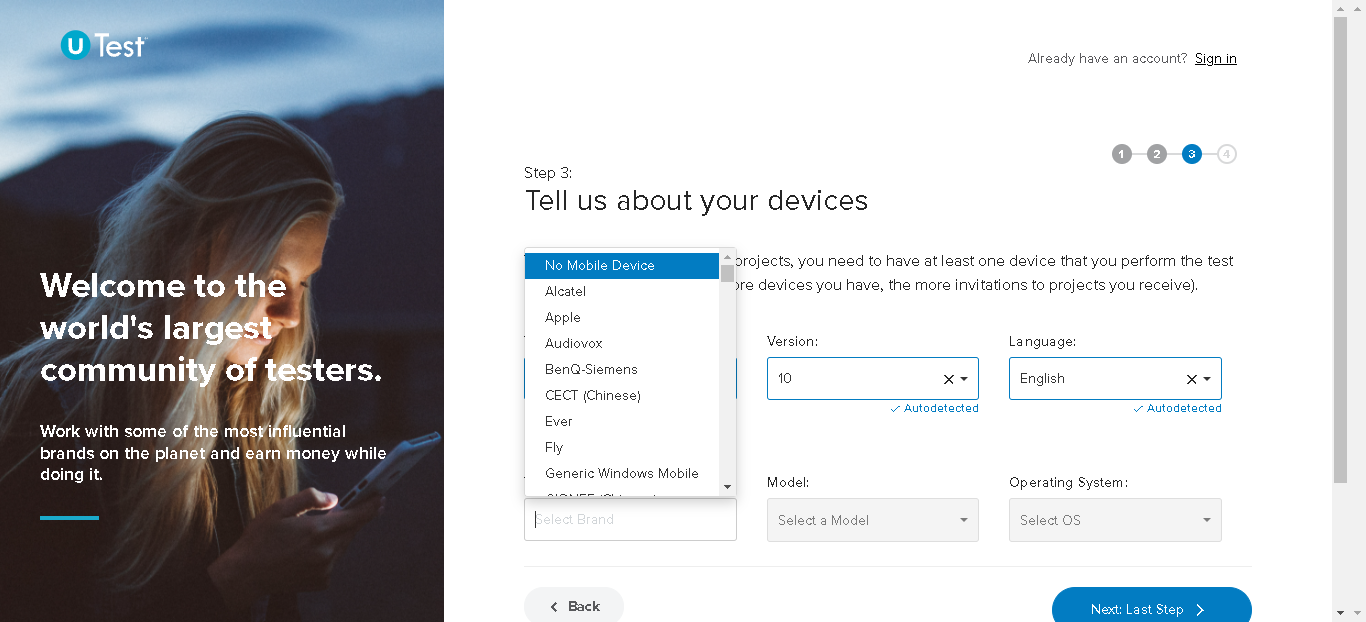 U Test
Already have an account? Sign in
1 2 3 4
Step 3:
Tell us about your devices
No Mobile Device
Alcatel
Apple
Audiovox
BenQ-Siemens
CECT (Chinese)
Ever
Fly
Generic Windows Mobile
projects, you need to have at least one device that you perform the test
ore devices you have, the more invitations to projects you receive).
Version:
10
Autodetected
Language:
English
Autodetected
Select Brand
Model:
Select a Model
Operating System:
Select OS
Back
Next: Last Step
Welcome to the
world's largest
community of testers.
Work with some of the most influential
brands on the planet and earn money while
doing it.